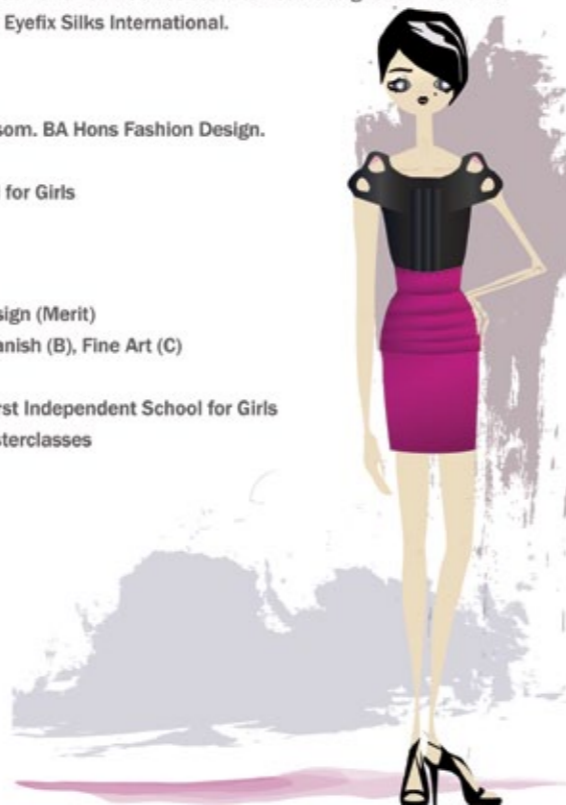 Eyefix Silks International.
som. BA Hons Fashion Design.
for Girls
sign (Merit)
anish (B), Fine Art (C)
rst Independent School for Girls
sterclasses